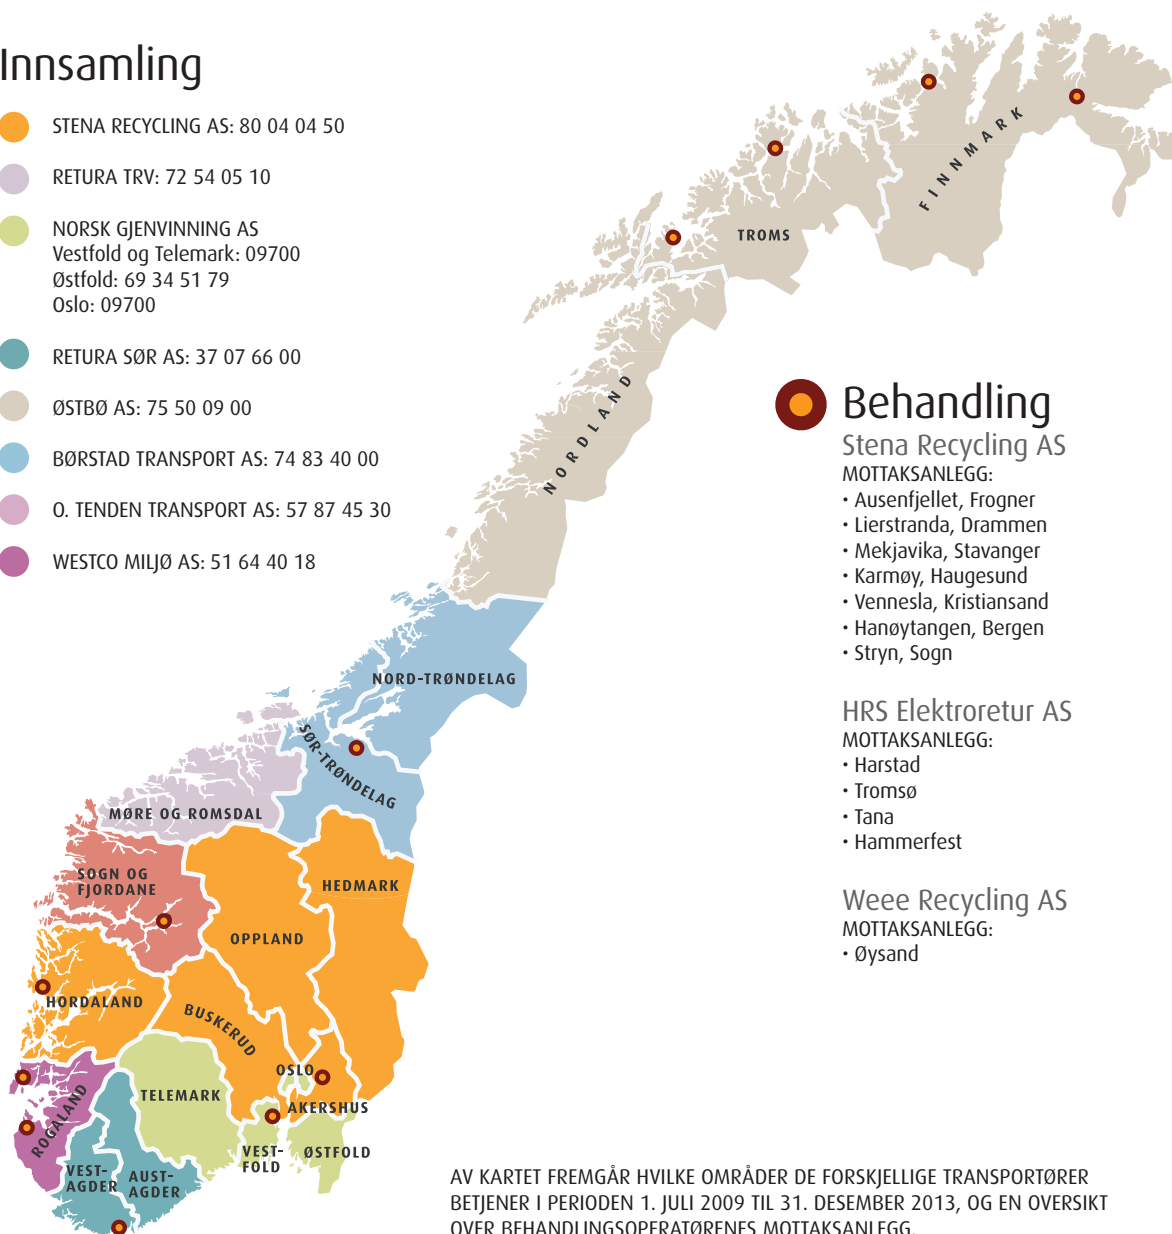 Innsamling
STENA RECYCLING AS: 80 04 04 50
RETURA TRV: 72 54 05 10
NORSK GJENVINNING AS
Vestfold og Telemark: 09700
Østfold: 69 34 51 79
Oslo: 09700
RETURA SØR AS: 37 07 66 00
ØSTBØ AS: 75 50 09 00
BØRSTAD TRANSPORT AS: 74 83 40 00
O. TENDEN TRANSPORT AS: 57 87 45 30
WESTCO MILJØ AS: 51 64 40 18
FINNMARK
TROMS
NORDLAND
NORD-TRØNDELAG
SØR-TRØNDELAG
MØRE OG ROMSDAL
SOGN OG
FJORDANE
HEDMARK
OPPLAND
HORDALAND
BUSKERUD
OSLO
AKERSHUS
TELEMARK
ROGALAND
VEST-
FOLD
ØSTFOLD
VEST-
AGDER
AUST-
AGDER
Behandling
Stena Recycling AS
MOTTAKSANLEGG:
• Ausenfjellet, Frogner
• Lierstranda, Drammen
• Mekjavika, Stavanger
• Karmøy, Haugesund
• Vennesla, Kristiansand
• Hanøytangen, Bergen
• Stryn, Sogn
HRS Elektroretur AS
MOTTAKSANLEGG:
• Harstad
• Tromsø
• Tana
• Hammerfest
Weee Recycling AS
MOTTAKSANLEGG:
• Øysand
AV KARTET FREMGÅR HVILKE OMRÅDER DE FORSKJELLIGE TRANSPORTØRER
BETJENER I PERIODEN 1. JULI 2009 TIL 31. DESEMBER 2013, OG EN OVERSIKT
OVER BEHANDLINGSOPERATØRENES MOTTAKSANLEGG.